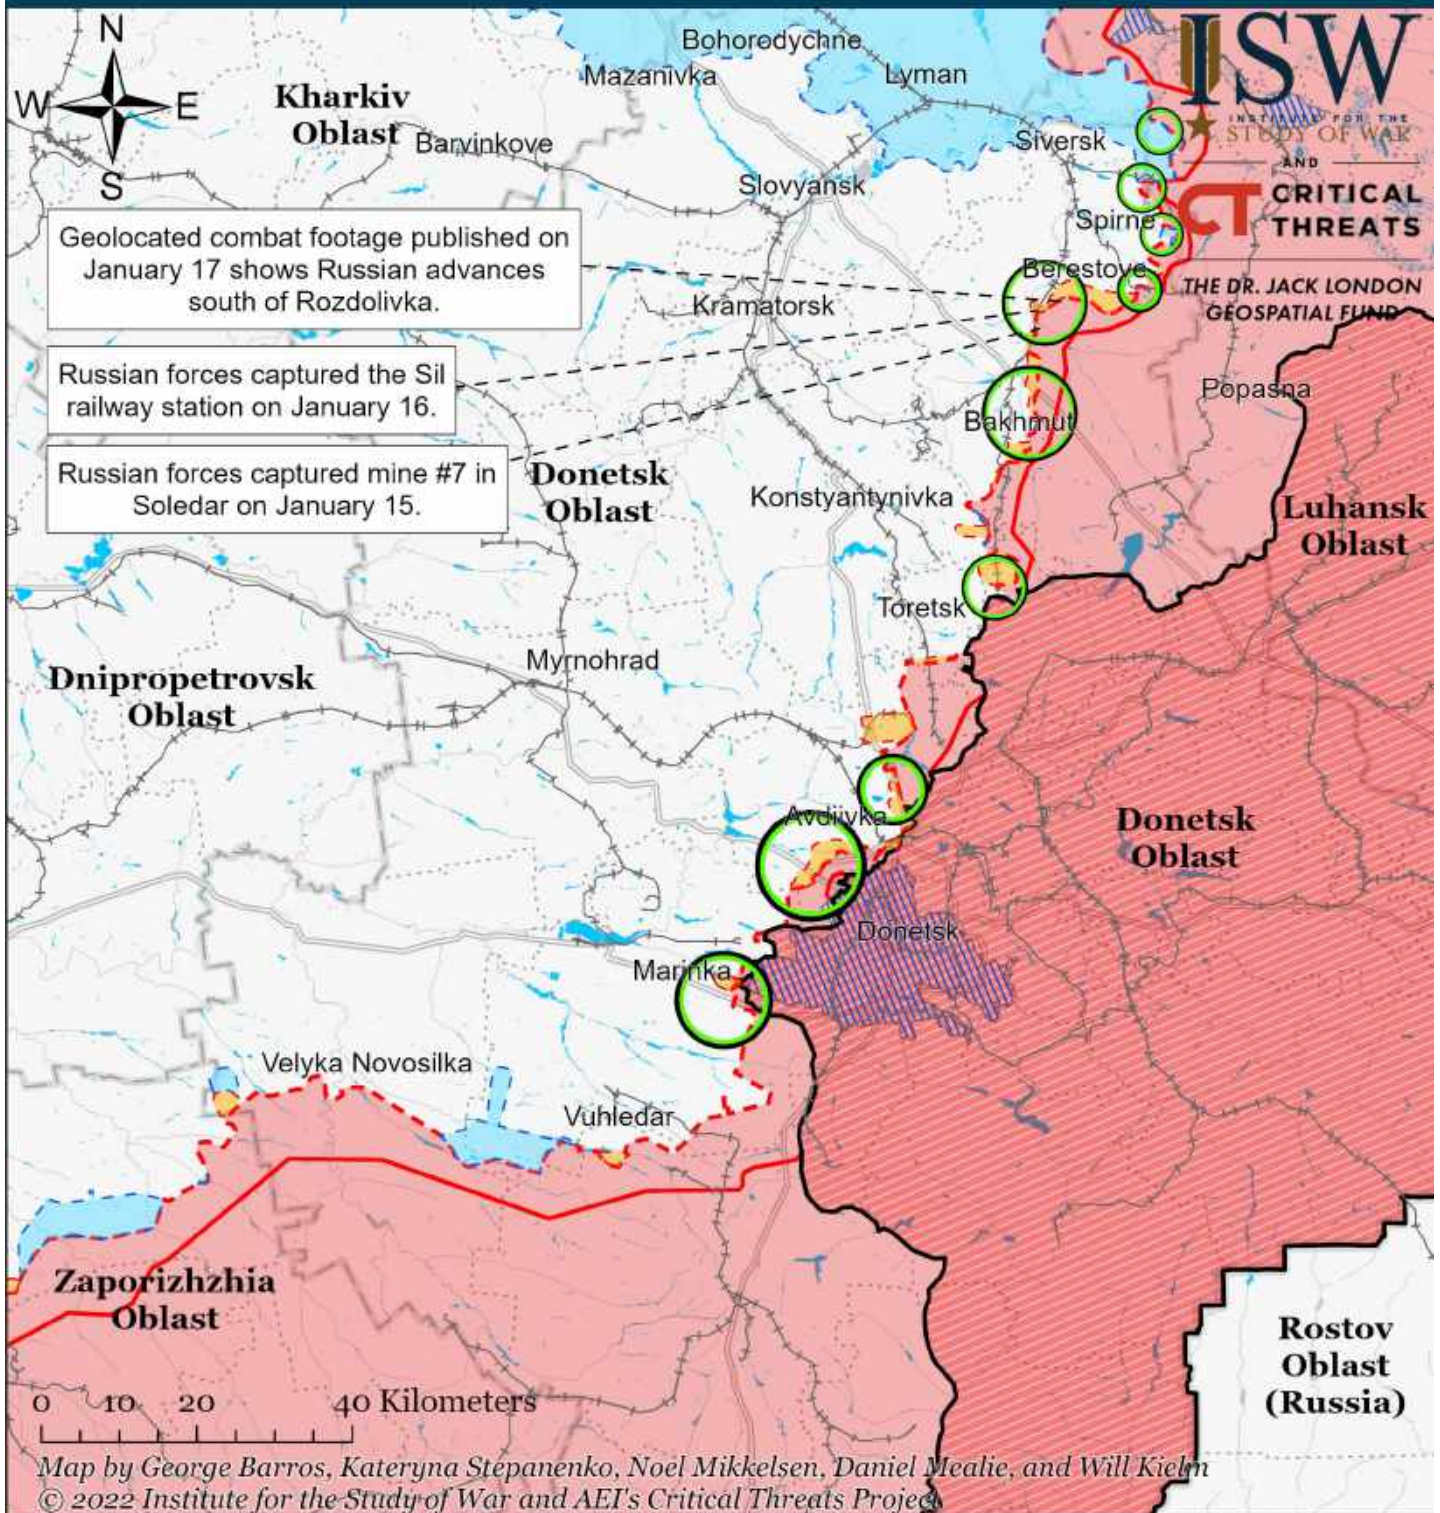 N
W
E
S
Kharkiv
Oblast
Barvinkove
Bohorodychne
Mazanivka
Lyman
Siversk
Slovyansk
Spirne
Berestove
Kramatorsk
ISW
INSTITUTE FOR THE
STUDY OF WAR
AND
CT CRITICAL
THREATS
THE DR. JACK LONDON
GEOSPATIAL FUND
Geolocated combat footage published on
January 17 shows Russian advances
south of Rozdolivka.
Russian forces captured the Sil
railway station on January 16.
Russian forces captured mine #7 in
Soledar on January 15.
Popasna
Bakhmut
Donetsk
Oblast
Konstyantynivka
Luhansk
Oblast
Toretsk
Myrnohrad
Dnipropetrovsk
Oblast
Avdiivka
Donetsk
Oblast
Donetsk
Marinka
Velyka Novosilka
Vuhledar
Zaporizhzhia
Oblast
Rostov
Oblast
(Russia)
0 10 20 40 Kilometers
Map by George Barros, Kateryna Stepanenko, Noel Mikkelsen, Daniel Mealie, and Will Kielm
© 2022 Institute for the Study of War and AEI's Critical Threats Project